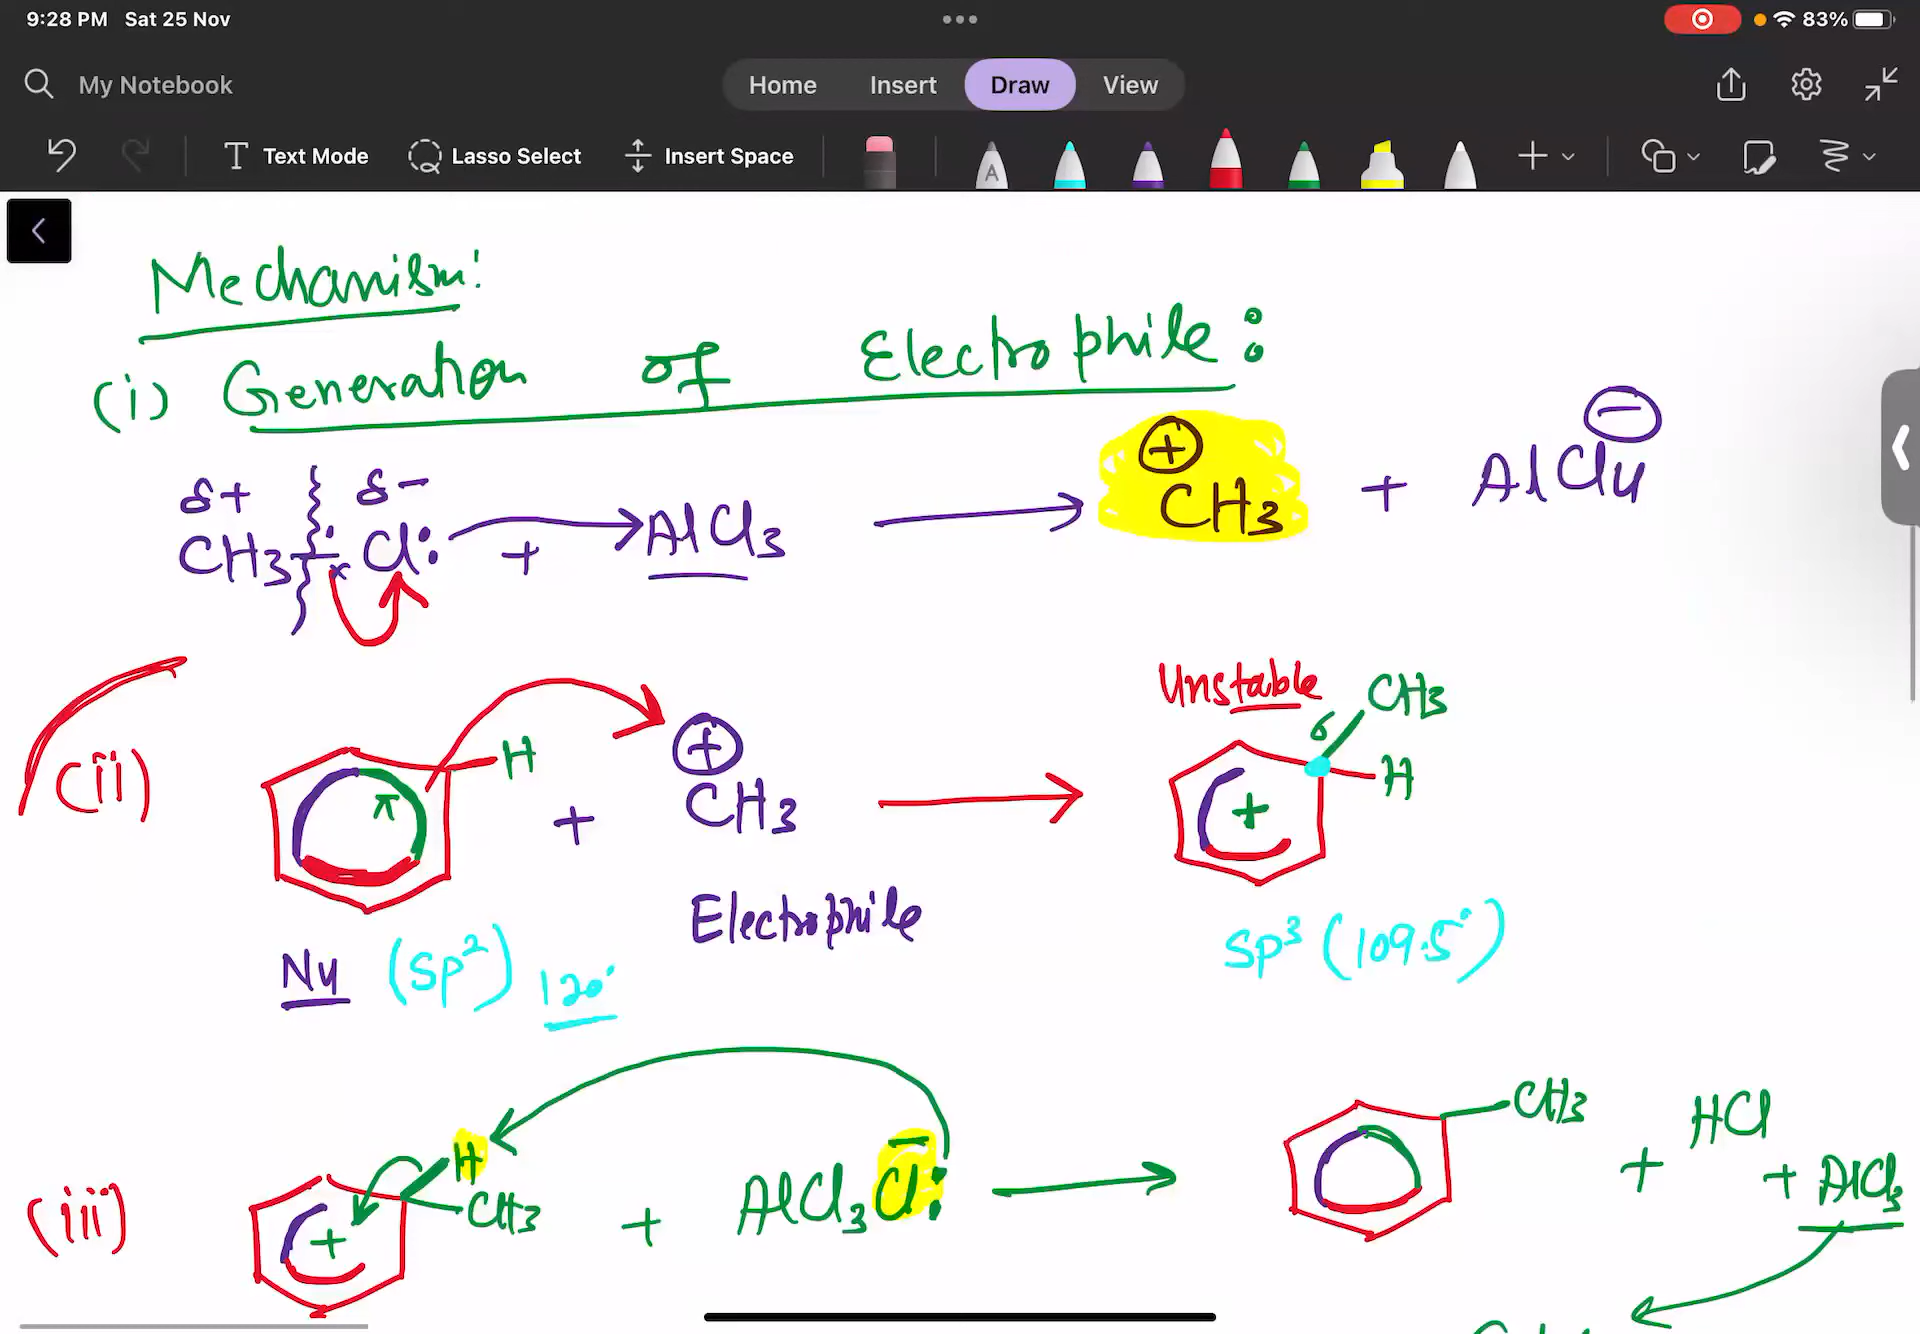 9:28 PM Sat 25 Nov
83%
My Notebook
Home Insert Draw View
Text Mode Lasso Select Insert Space
A
Mechanism:
(i) Generation of Electrophile:
δ+ δ− ⊕ ⊖
CH3 Cl: + AlCl3 → CH3 + AlCl4
Unstable
CH3
σ
(ii) π H + ⊕ CH3 → + H
Electrophile
Nu (Sp²) 120° Sp³ (109.5°)
(iii) + H CH3 + AlCl3 Cl: → CH3 + HCl
+ AlCl3